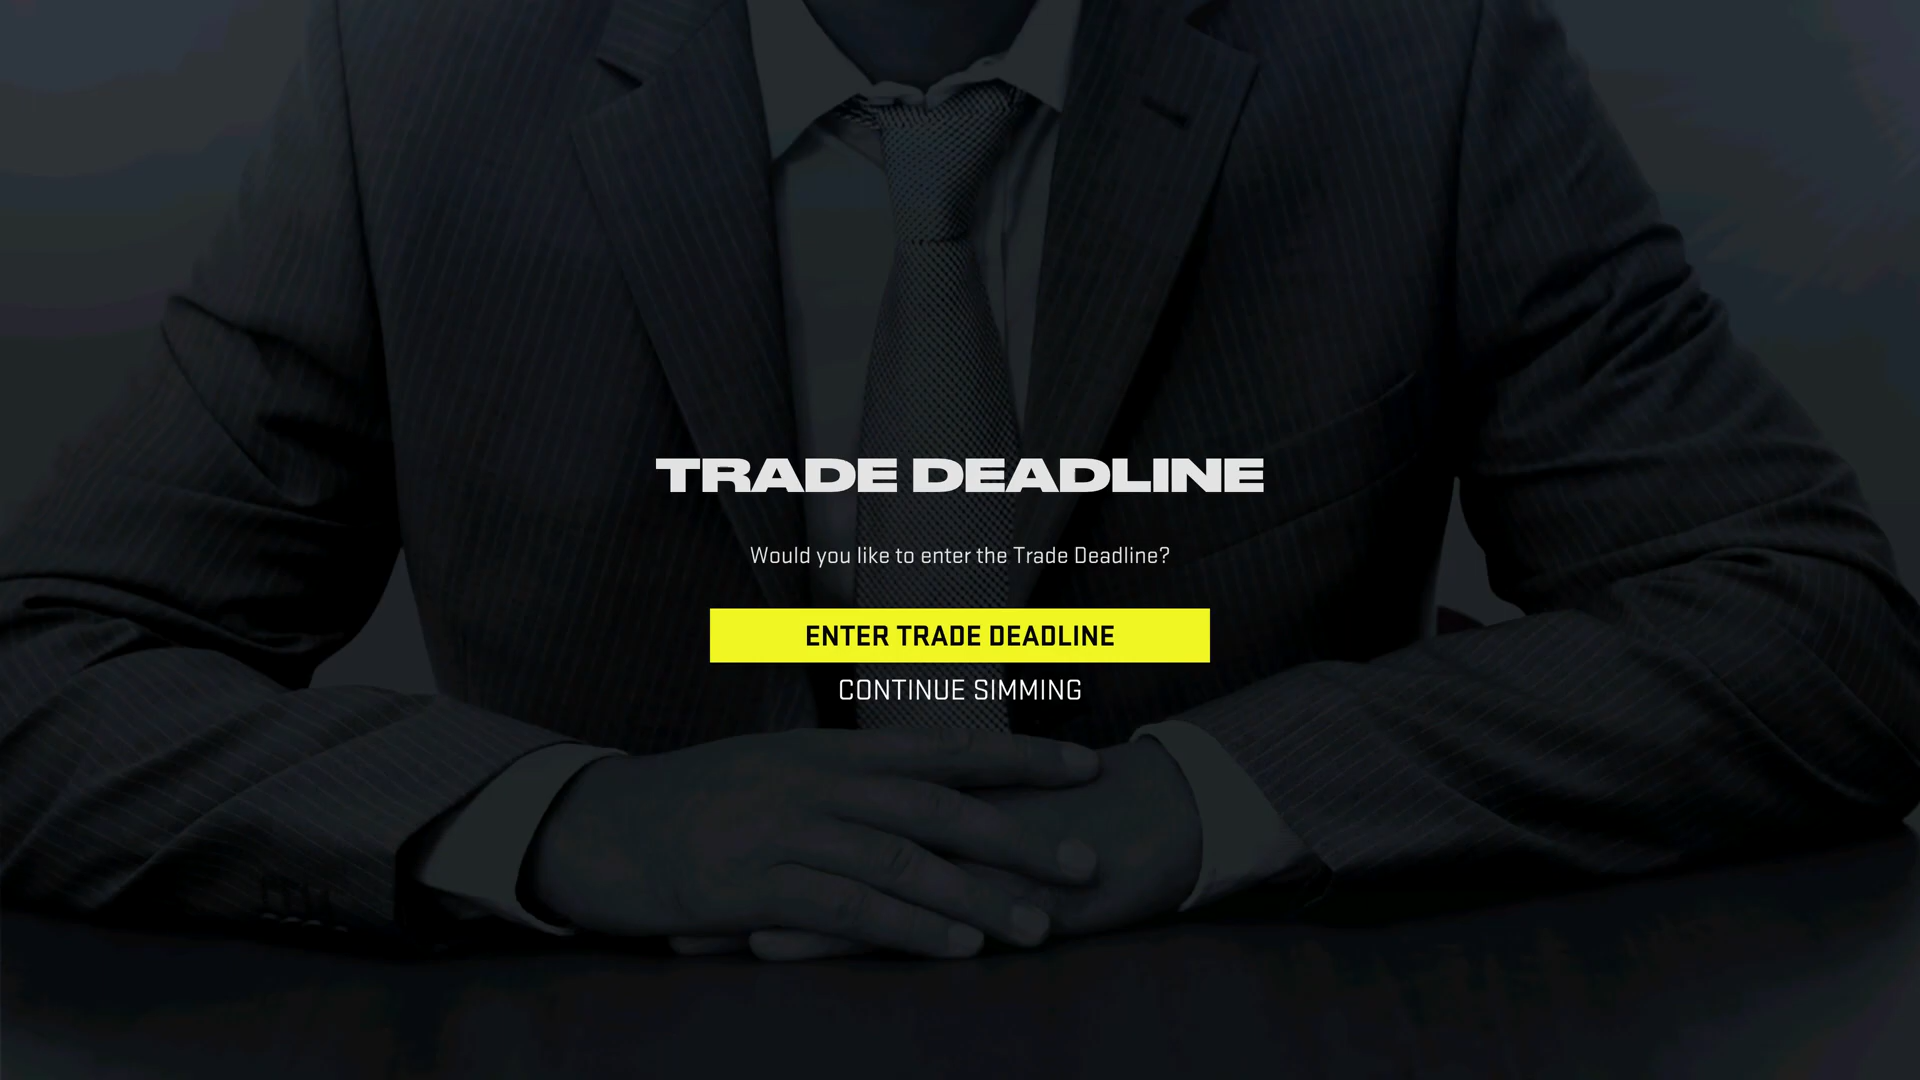 TRADE DEADLINE
Would you like to enter the Trade Deadline?
ENTER TRADE DEADLINE
CONTINUE SIMMING